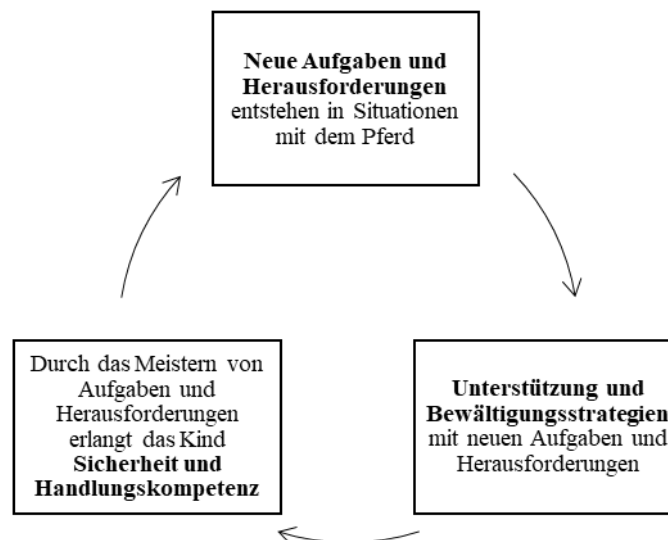 Neue Aufgaben und
Herausforderungen
entstehen in Situationen
mit dem Pferd
Durch das Meistern von
Aufgaben und
Herausforderungen
erlangt das Kind
Sicherheit und
Handlungskompetenz
Unterstützung und
Bewältigungsstrategien
mit neuen Aufgaben und
Herausforderungen